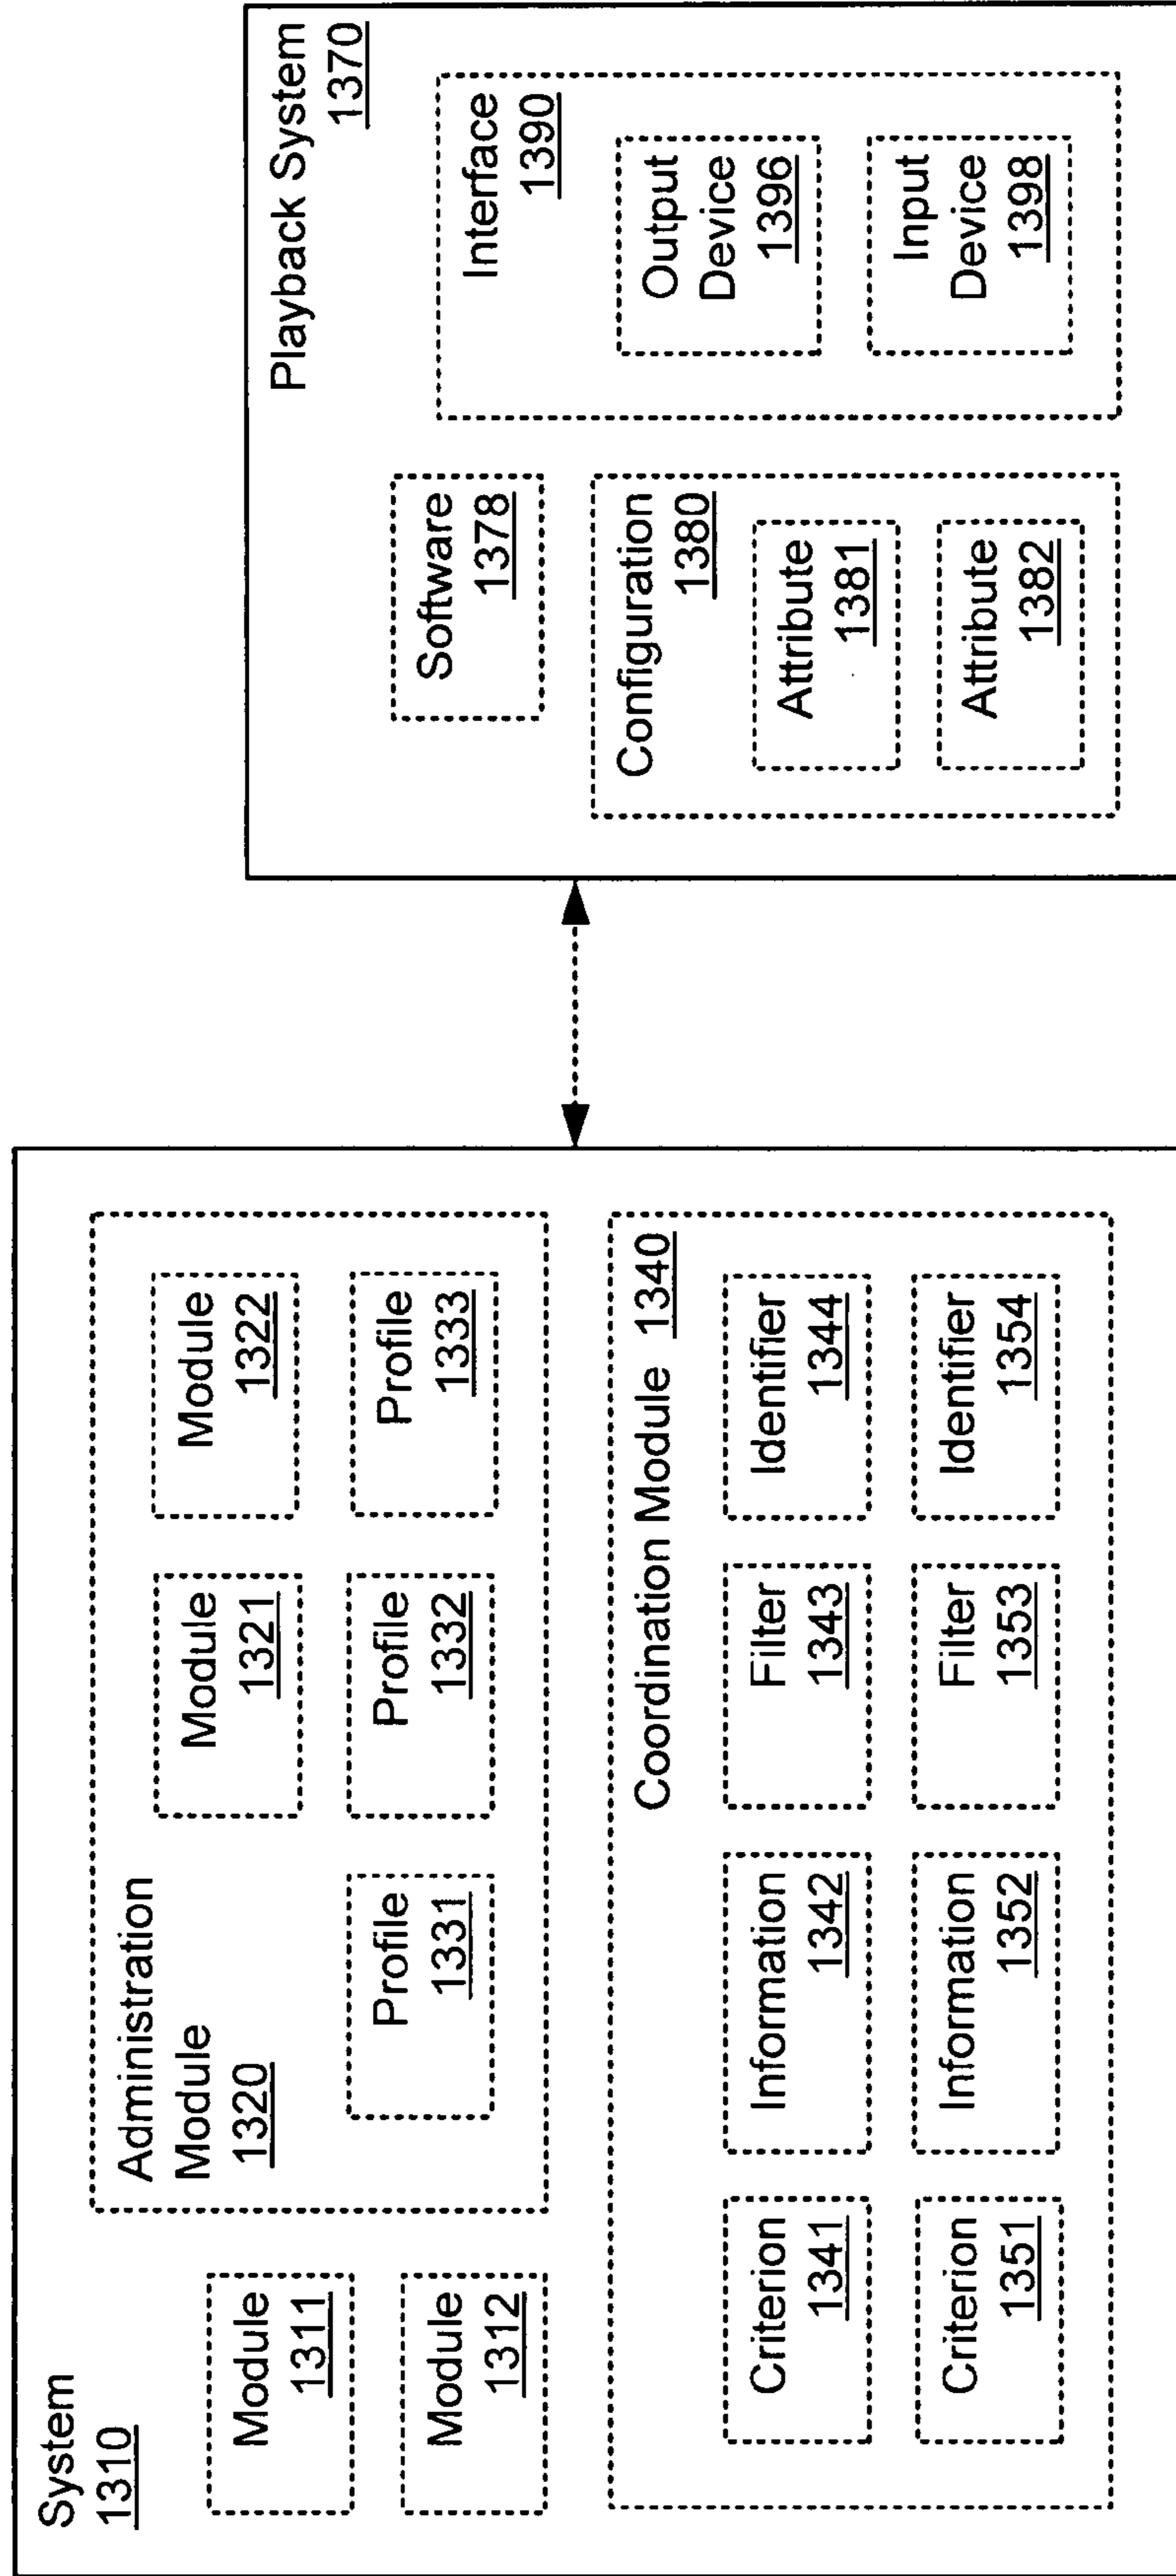 System
1310
Module
1311
Module
1312
Administration
Module
1320
Module
1321
Module
1322
Profile
1331
Profile
1332
Profile
1333
Coordination Module 1340
Criterion
1341
Information
1342
Filter
1343
Identifier
1344
Criterion
1351
Information
1352
Filter
1353
Identifier
1354
Playback System
1370
Software
1378
Configuration
1380
Attribute
1381
Attribute
1382
Interface
1390
Output
Device
1396
Input
Device
1398